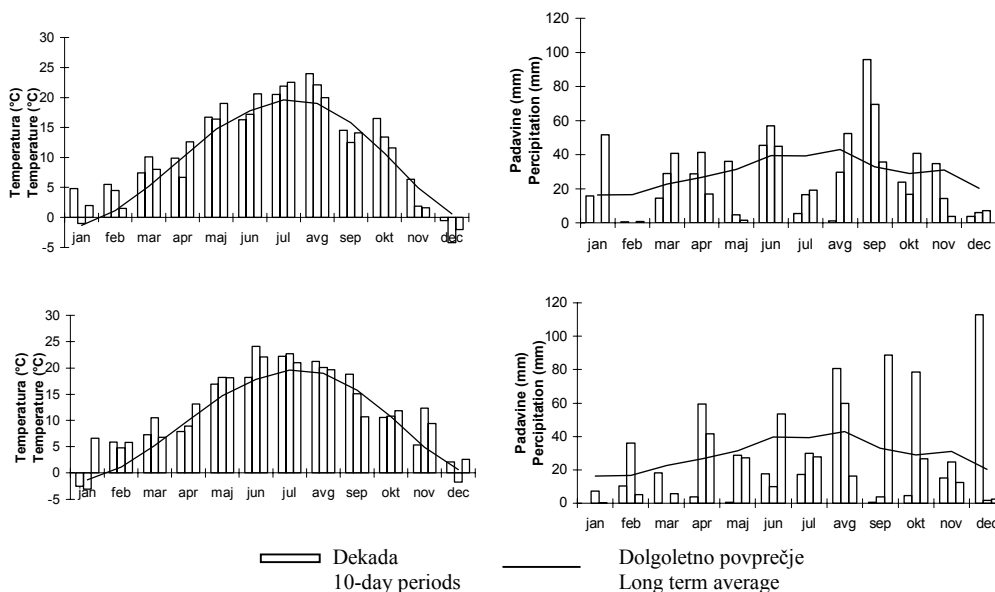 Temperatura (°C)
Temperature (°C)
30
25
20
15
10
5
0
-5
jan feb mar apr maj jun jul avg sep okt nov dec
Padavine (mm)
Percipitation (mm)
120
100
80
60
40
20
0
jan feb mar apr maj jun jul avg sep okt nov dec
Temperatura (°C)
Temperature (°C)
30
25
20
15
10
5
0
-5
jan feb mar apr maj jun jul avg sep okt nov dec
Padavine (mm)
Precipitation (mm)
120
100
80
60
40
20
0
jan feb mar apr maj jun jul avg sep okt nov dec
Dekada
10-day periods
Dolgoletno povprečje
Long term average